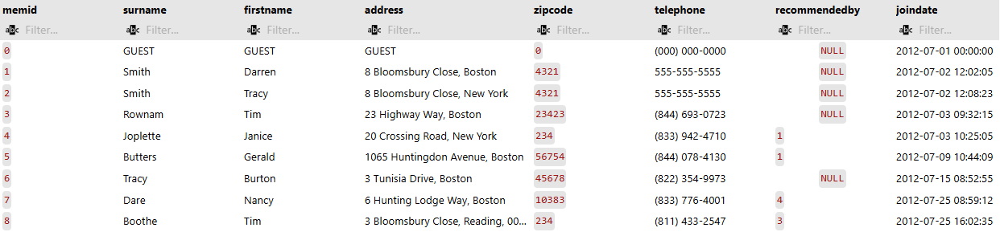 memid surname firstname address zipcode telephone recommendedby joindate
abc Filter... abc Filter... abc Filter... abc Filter... abc Filter... abc Filter... abc Filter... abc Filter...
0 GUEST GUEST GUEST 0 (000) 000-0000 NULL 2012-07-01 00:00:00
1 Smith Darren 8 Bloomsbury Close, Boston 4321 555-555-5555 NULL 2012-07-02 12:02:05
2 Smith Tracy 8 Bloomsbury Close, New York 4321 555-555-5555 NULL 2012-07-02 12:08:23
3 Rownam Tim 23 Highway Way, Boston 23423 (844) 693-0723 NULL 2012-07-03 09:32:15
4 Joplette Janice 20 Crossing Road, New York 234 (833) 942-4710 1 2012-07-03 10:25:05
5 Butters Gerald 1065 Huntingdon Avenue, Boston 56754 (844) 078-4130 1 2012-07-09 10:44:09
6 Tracy Burton 3 Tunisia Drive, Boston 45678 (822) 354-9973 NULL 2012-07-15 08:52:55
7 Dare Nancy 6 Hunting Lodge Way, Boston 10383 (833) 776-4001 4 2012-07-25 08:59:12
8 Boothe Tim 3 Bloomsbury Close, Reading, 00... 234 (811) 433-2547 3 2012-07-25 16:02:35